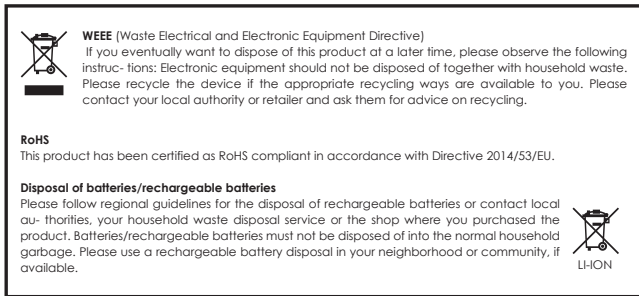 WEEE (Waste Electrical and Electronic Equipment Directive)
If you eventually want to dispose of this product at a later time, please observe the following
instruc- tions: Electronic equipment should not be disposed of together with household waste.
Please recycle the device if the appropriate recycling ways are available to you. Please
contact your local authority or retailer and ask them for advice on recycling.
RoHS
This product has been certified as RoHS compliant in accordance with Directive 2014/53/EU.
Disposal of batteries/rechargeable batteries
Please follow regional guidelines for the disposal of rechargeable batteries or contact local
au- thorities, your household waste disposal service or the shop where you purchased the
product. Batteries/rechargeable batteries must not be disposed of into the normal household
garbage. Please use a rechargeable battery disposal in your neighborhood or community, if
available.
LI-ION